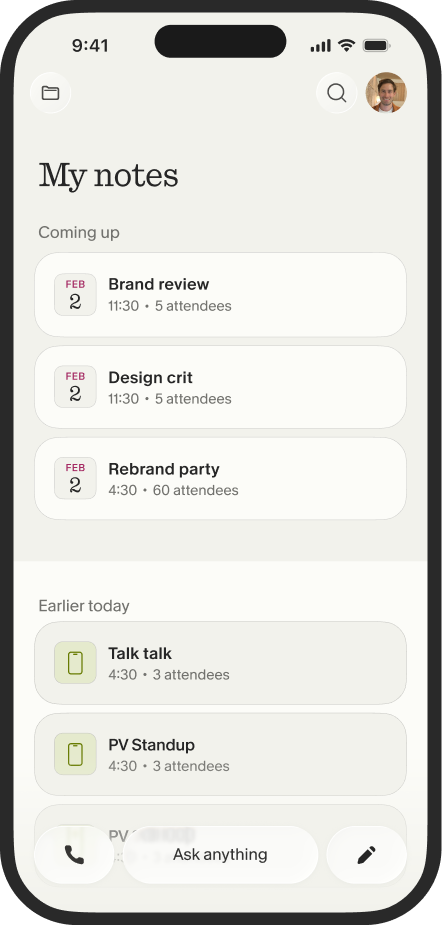 9:41
My notes
Coming up
FEB
2
Brand review
11:30 • 5 attendees
FEB
2
Design crit
11:30 • 5 attendees
FEB
2
Rebrand party
4:30 • 60 attendees
Earlier today
Talk talk
4:30 • 3 attendees
PV Standup
4:30 • 3 attendees
PV
Ask anything